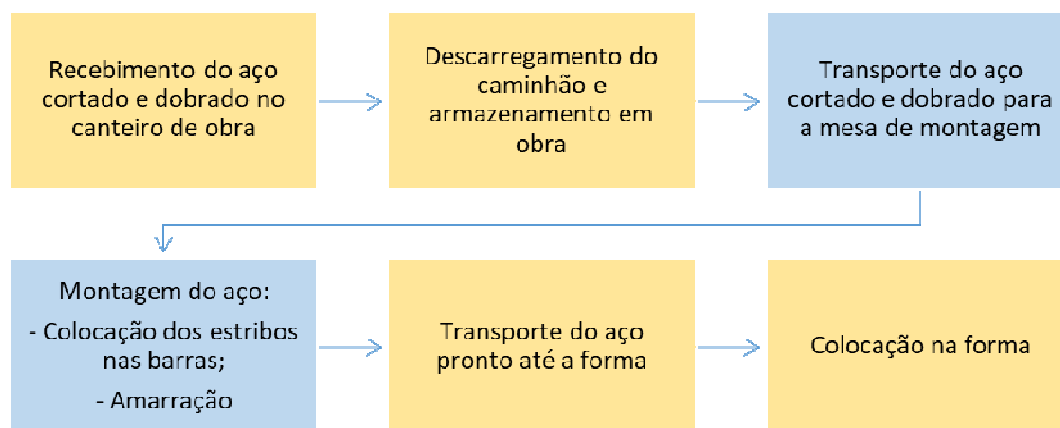 Recebimento do aço
cortado e dobrado no
canteiro de obra
Descarregamento do
caminhão e
armazenamento em
obra
Transporte do aço
cortado e dobrado para
a mesa de montagem
Montagem do aço:
- Colocação dos estribos
nas barras;
- Amarração
Transporte do aço
pronto até a forma
Colocação na forma